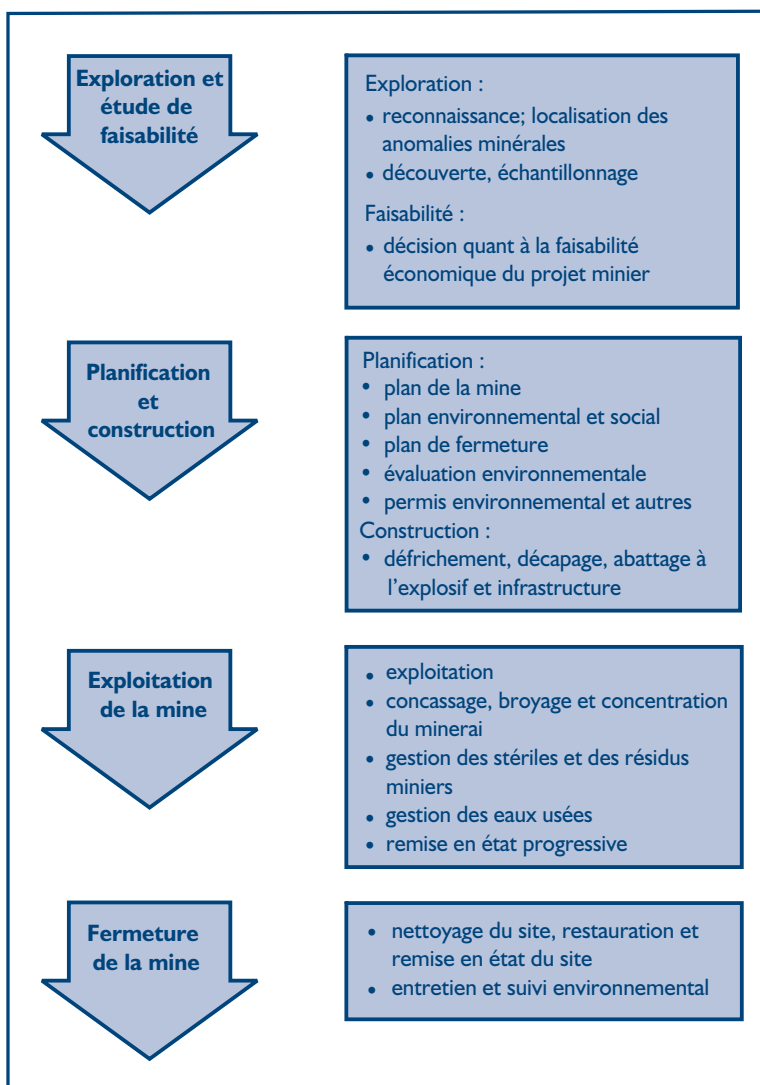 Exploration et
étude de
faisabilité
Exploration :
• reconnaissance; localisation des
anomalies minérales
• découverte, échantillonnage
Faisabilité :
• décision quant à la faisabilité
économique du projet minier
Planification
et
construction
Planification :
• plan de la mine
• plan environnemental et social
• plan de fermeture
• évaluation environnementale
• permis environnemental et autres
Construction :
• défrichement, décapage, abattage à
l’explosif et infrastructure
Exploitation
de la mine
• exploitation
• concassage, broyage et concentration
du minerai
• gestion des stériles et des résidus
miniers
• gestion des eaux usées
• remise en état progressive
Fermeture
de la mine
• nettoyage du site, restauration et
remise en état du site
• entretien et suivi environnemental